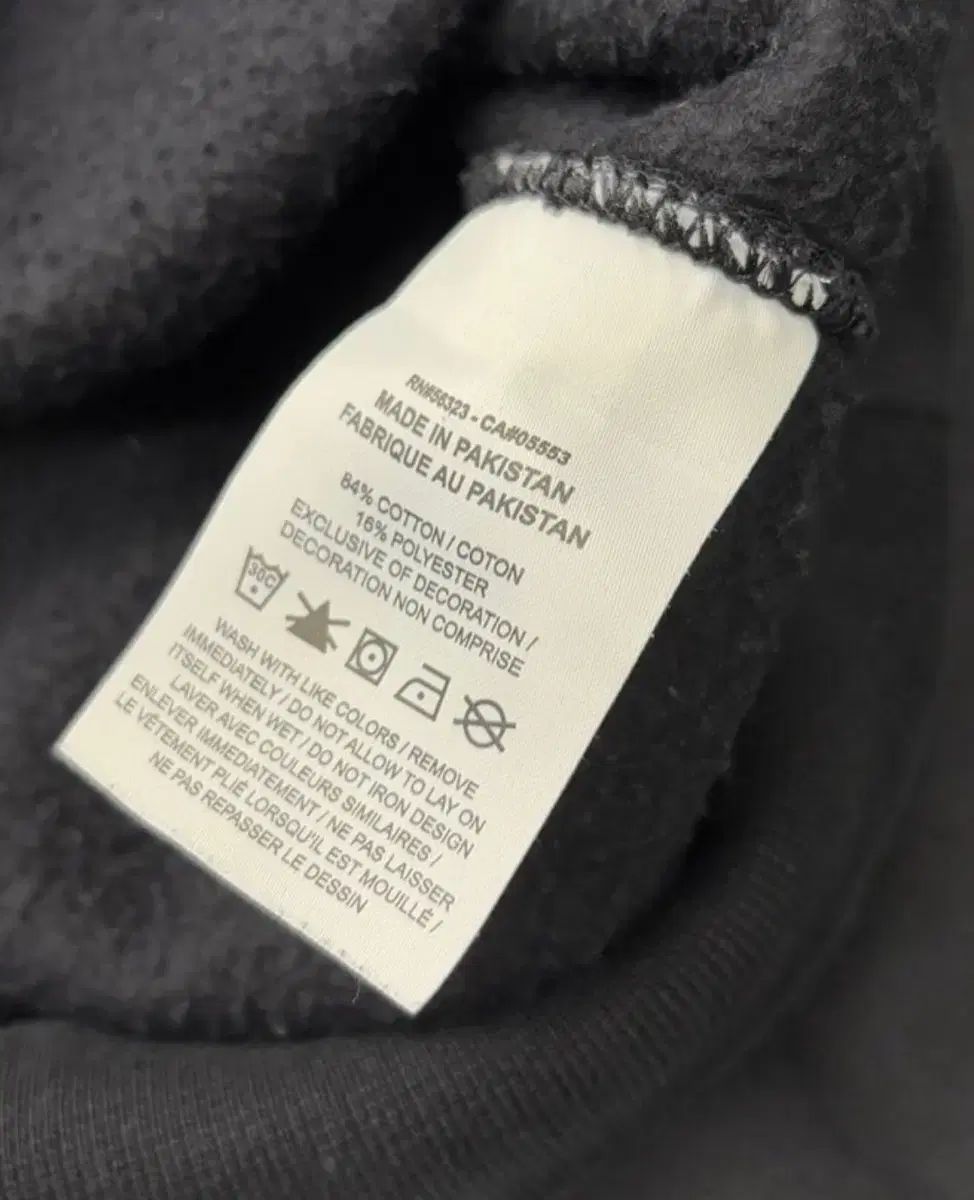 RN#56323 - CA#05553
MADE IN PAKISTAN
FABRIQUE AU PAKISTAN
84% COTTON / COTON
16% POLYESTER
EXCLUSIVE OF DECORATION /
DECORATION NON COMPRISE
30C
WASH WITH LIKE COLORS / REMOVE
IMMEDIATELY / DO NOT ALLOW TO LAY ON
ITSELF WHEN WET / DO NOT IRON DESIGN
LAVER AVEC COULEURS SIMILAIRES /
ENLEVER IMMEDIATEMENT / NE PAS LAISSER
LE VÊTEMENT PLIÉ LORSQU'IL EST MOUILLÉ /
NE PAS REPASSER LE DESSIN